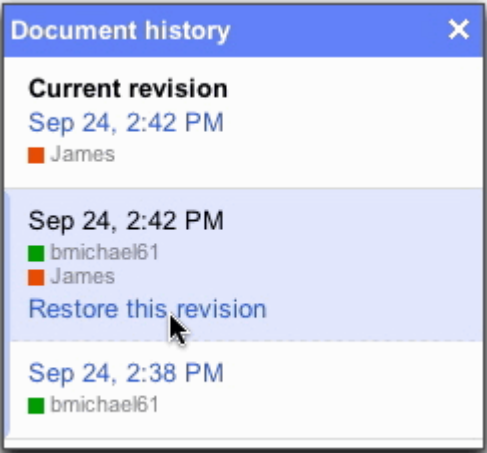 Document history
Current revision
Sep 24, 2:42 PM
James
Sep 24, 2:42 PM
bmichael61
James
Restore this revision
Sep 24, 2:38 PM
bmichael61